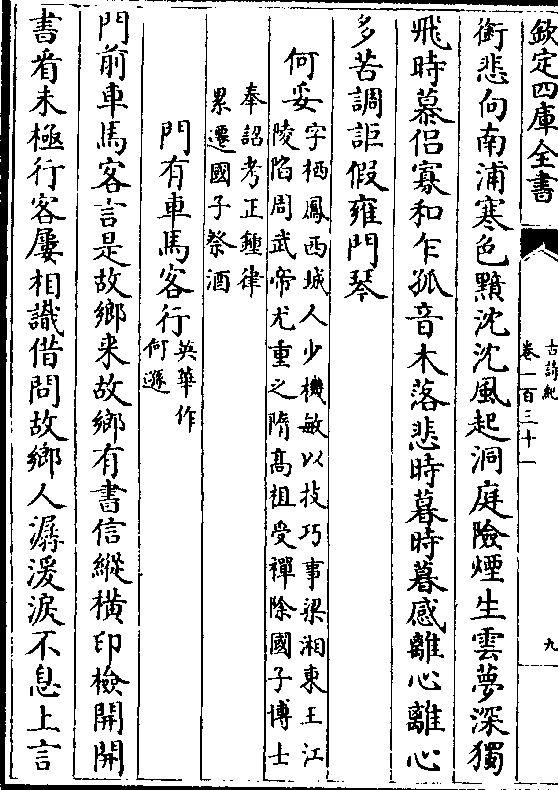 欽定四庫全書
古詩紀
卷一百三十一
九
銜悲向南浦寒色黯沈沈風起洞庭險煙生雲夢深獨
飛時慕侣寡和乍孤音木落悲時暮時暮感離心離心
多苦調詎假雍門琴
何妥
字栖鳳西城人少機敏以技巧事梁湘東王江
陵陷周武帝尤重之隋髙祖受禪除國子博士
奉詔考正鍾律
累遷國子祭酒
門有車馬客行
英華作
何遜
門前車馬客言是故鄉来故鄉有書信縱橫印檢開開
書看未極行客屢相識借問故鄉人潺湲淚不息上言